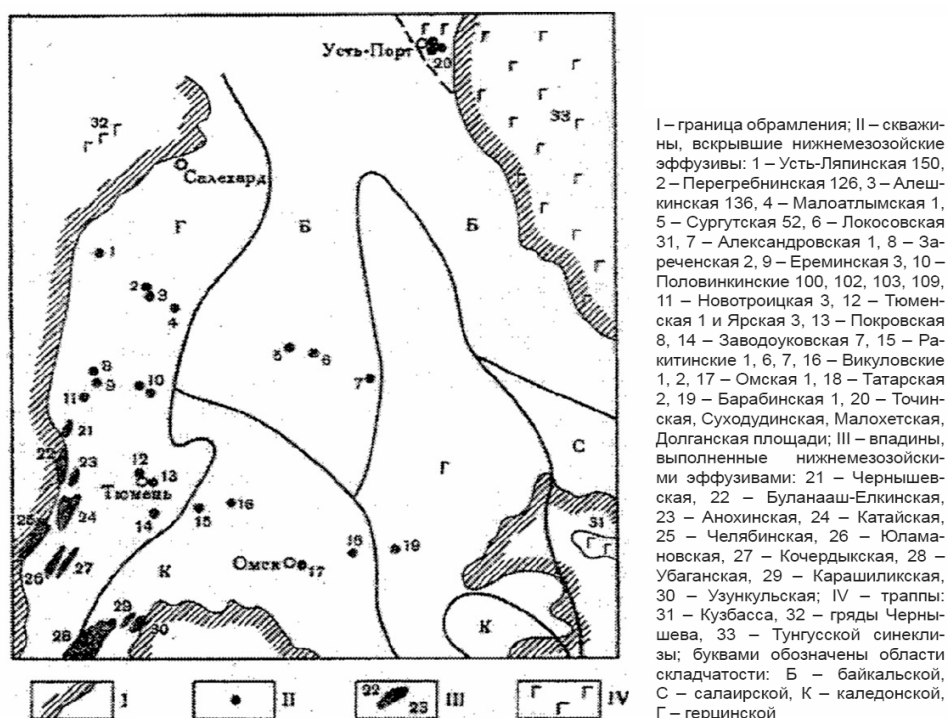 Усть-Порт
Г Г Г Г
20
Г Г
Г Г
Г Г
32 Г Г
Г
33 Г
Г
Салехард
Г
Г Б Б
1
2
3
4
5 6
7
8
9 10
11
21
22 23
12
13
Тюмень
24
14
15 16
25
26 27
К Омск 17
18 19
Г
С
31
Г Г
К
28 29 30
I II III IV
22
23
Г Г Г
Г Г
I – граница обрамления; II – скважи-
ны, вскрывшие нижнемезозойские
эффузивы: 1 – Усть-Ляпинская 150,
2 – Перегребнинская 126, 3 – Алеш-
кинская 136, 4 – Малоатлымская 1,
5 – Сургутская 52, 6 – Локосовская
31, 7 – Александровская 1, 8 – За-
реченская 2, 9 – Ереминская 3, 10 –
Половинкинские 100, 102, 103, 109,
11 – Новотроицкая 3, 12 – Тюмен-
ская 1 и Ярская 3, 13 – Покровская
8, 14 – Заводоуковская 7, 15 – Ра-
китинские 1, 6, 7, 16 – Викуловские
1, 2, 17 – Омская 1, 18 – Татарская
2, 19 – Барабинская 1, 20 – Точин-
ская, Суходудинская, Малохетская,
Долганская площади; III – впадины,
выполненные нижнемезозойски-
ми эффузивами: 21 – Чернышев-
ская, 22 – Буланааш-Елкинская,
23 – Анохинская, 24 – Катайская,
25 – Челябинская, 26 – Юлама-
новская, 27 – Кочердыкская, 28 –
Убаганская, 29 – Карашиликская,
30 – Узункульская; IV – траппы:
31 – Кузбасса, 32 – гряды Черны-
шева, 33 – Тунгусской синекли-
зы; буквами обозначены области
складчатости: Б – байкальской,
С – салаирской, К – каледонской,
Г – герцинской